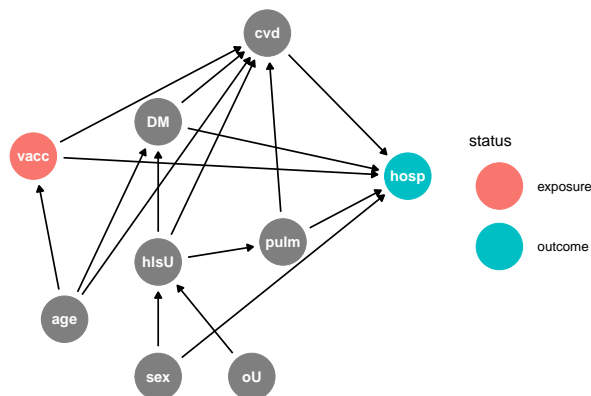 cvd
DM
vacc
hosp
pulm
hlsU
age
sex
oU
status
exposure
outcome